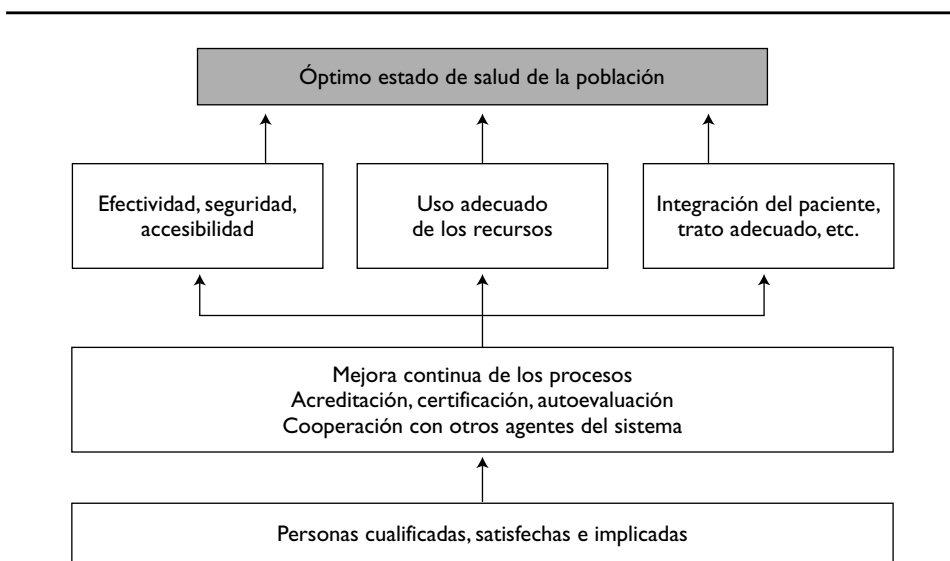 Óptimo estado de salud de la población
Efectividad, seguridad,
accesibilidad
Uso adecuado
de los recursos
Integración del paciente,
trato adecuado, etc.
Mejora continua de los procesos
Acreditación, certificación, autoevaluación
Cooperación con otros agentes del sistema
Personas cualificadas, satisfechas e implicadas